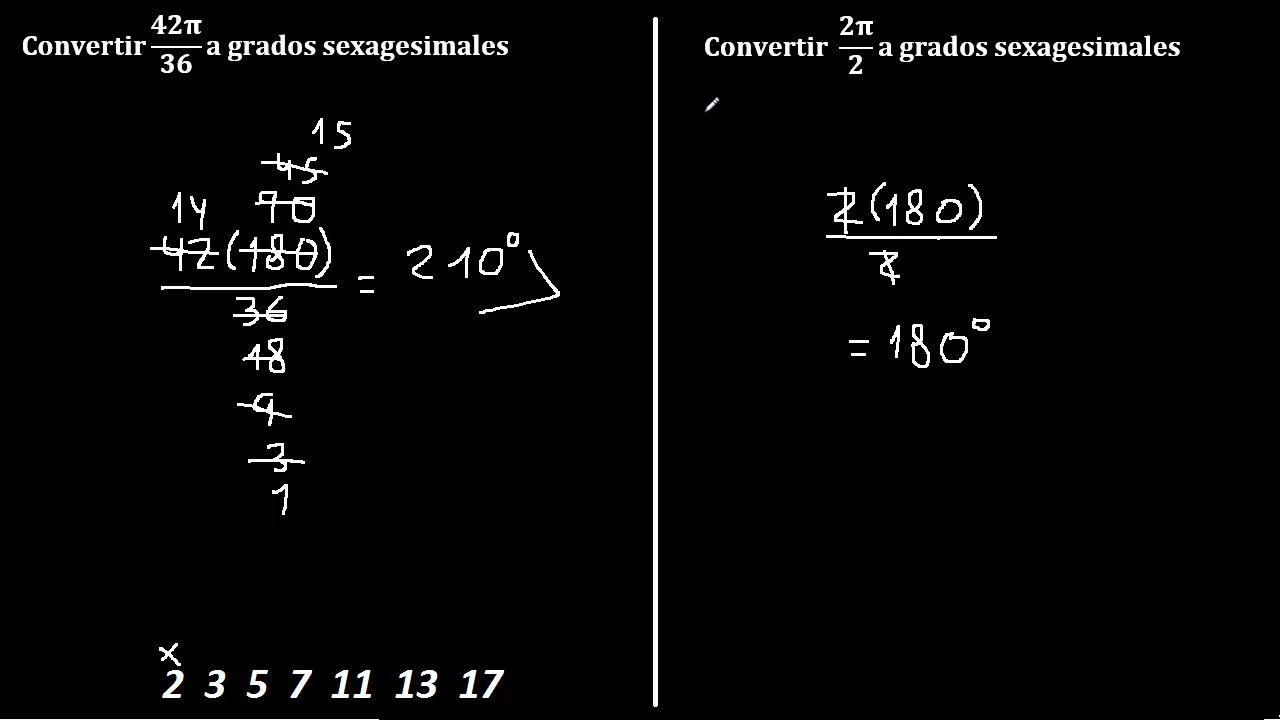 Convertir 42π/36 a grados sexagesimales
15
45
14 90
42(180)/36 = 210°
18
9
3
1
x
2 3 5 7 11 13 17
Convertir 2π/2 a grados sexagesimales
2(180)/2
= 180°